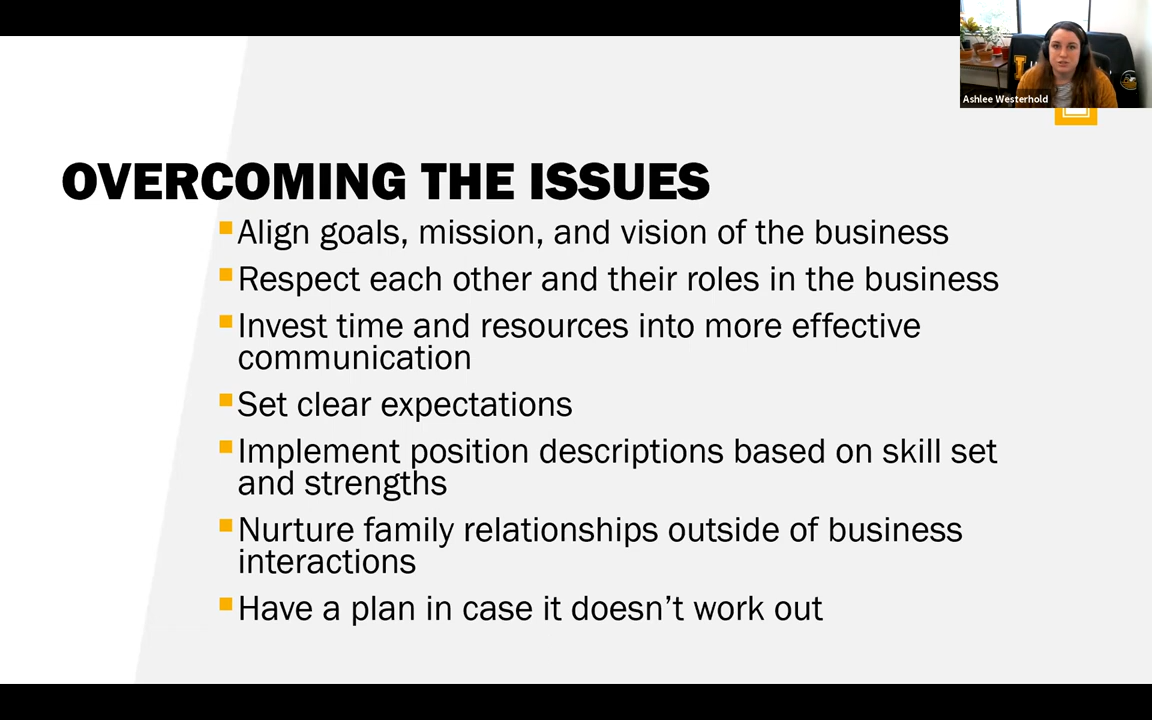 Ashlee Westerhold
OVERCOMING THE ISSUES
Align goals, mission, and vision of the business
Respect each other and their roles in the business
Invest time and resources into more effective
communication
Set clear expectations
Implement position descriptions based on skill set
and strengths
Nurture family relationships outside of business
interactions
Have a plan in case it doesn’t work out